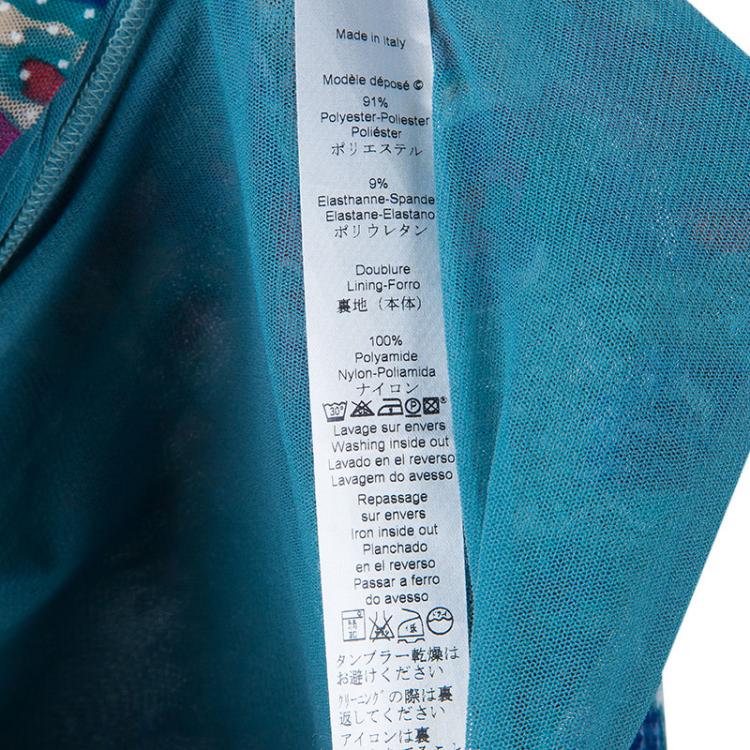 Made in Italy
Modèle déposé ©
91%
Polyester-Poliester
Poliéster
ポリエステル
9%
Elasthanne-Spande
Elastane-Elastano
ポリウレタン
Doublure
Lining-Forro
裏地（本体）
100%
Polyamide
Nylon-Poliamida
ナイロン
30°
Lavage sur envers
Washing inside out
Lavado en el reverso
Lavagem do avesso
Repassage
sur envers
Iron inside out
Planchado
en el reverso
Passar a ferro
do avesso
タンブラー乾燥は
お避けください
クリーニングの際は裏
返してください
アイロンは裏